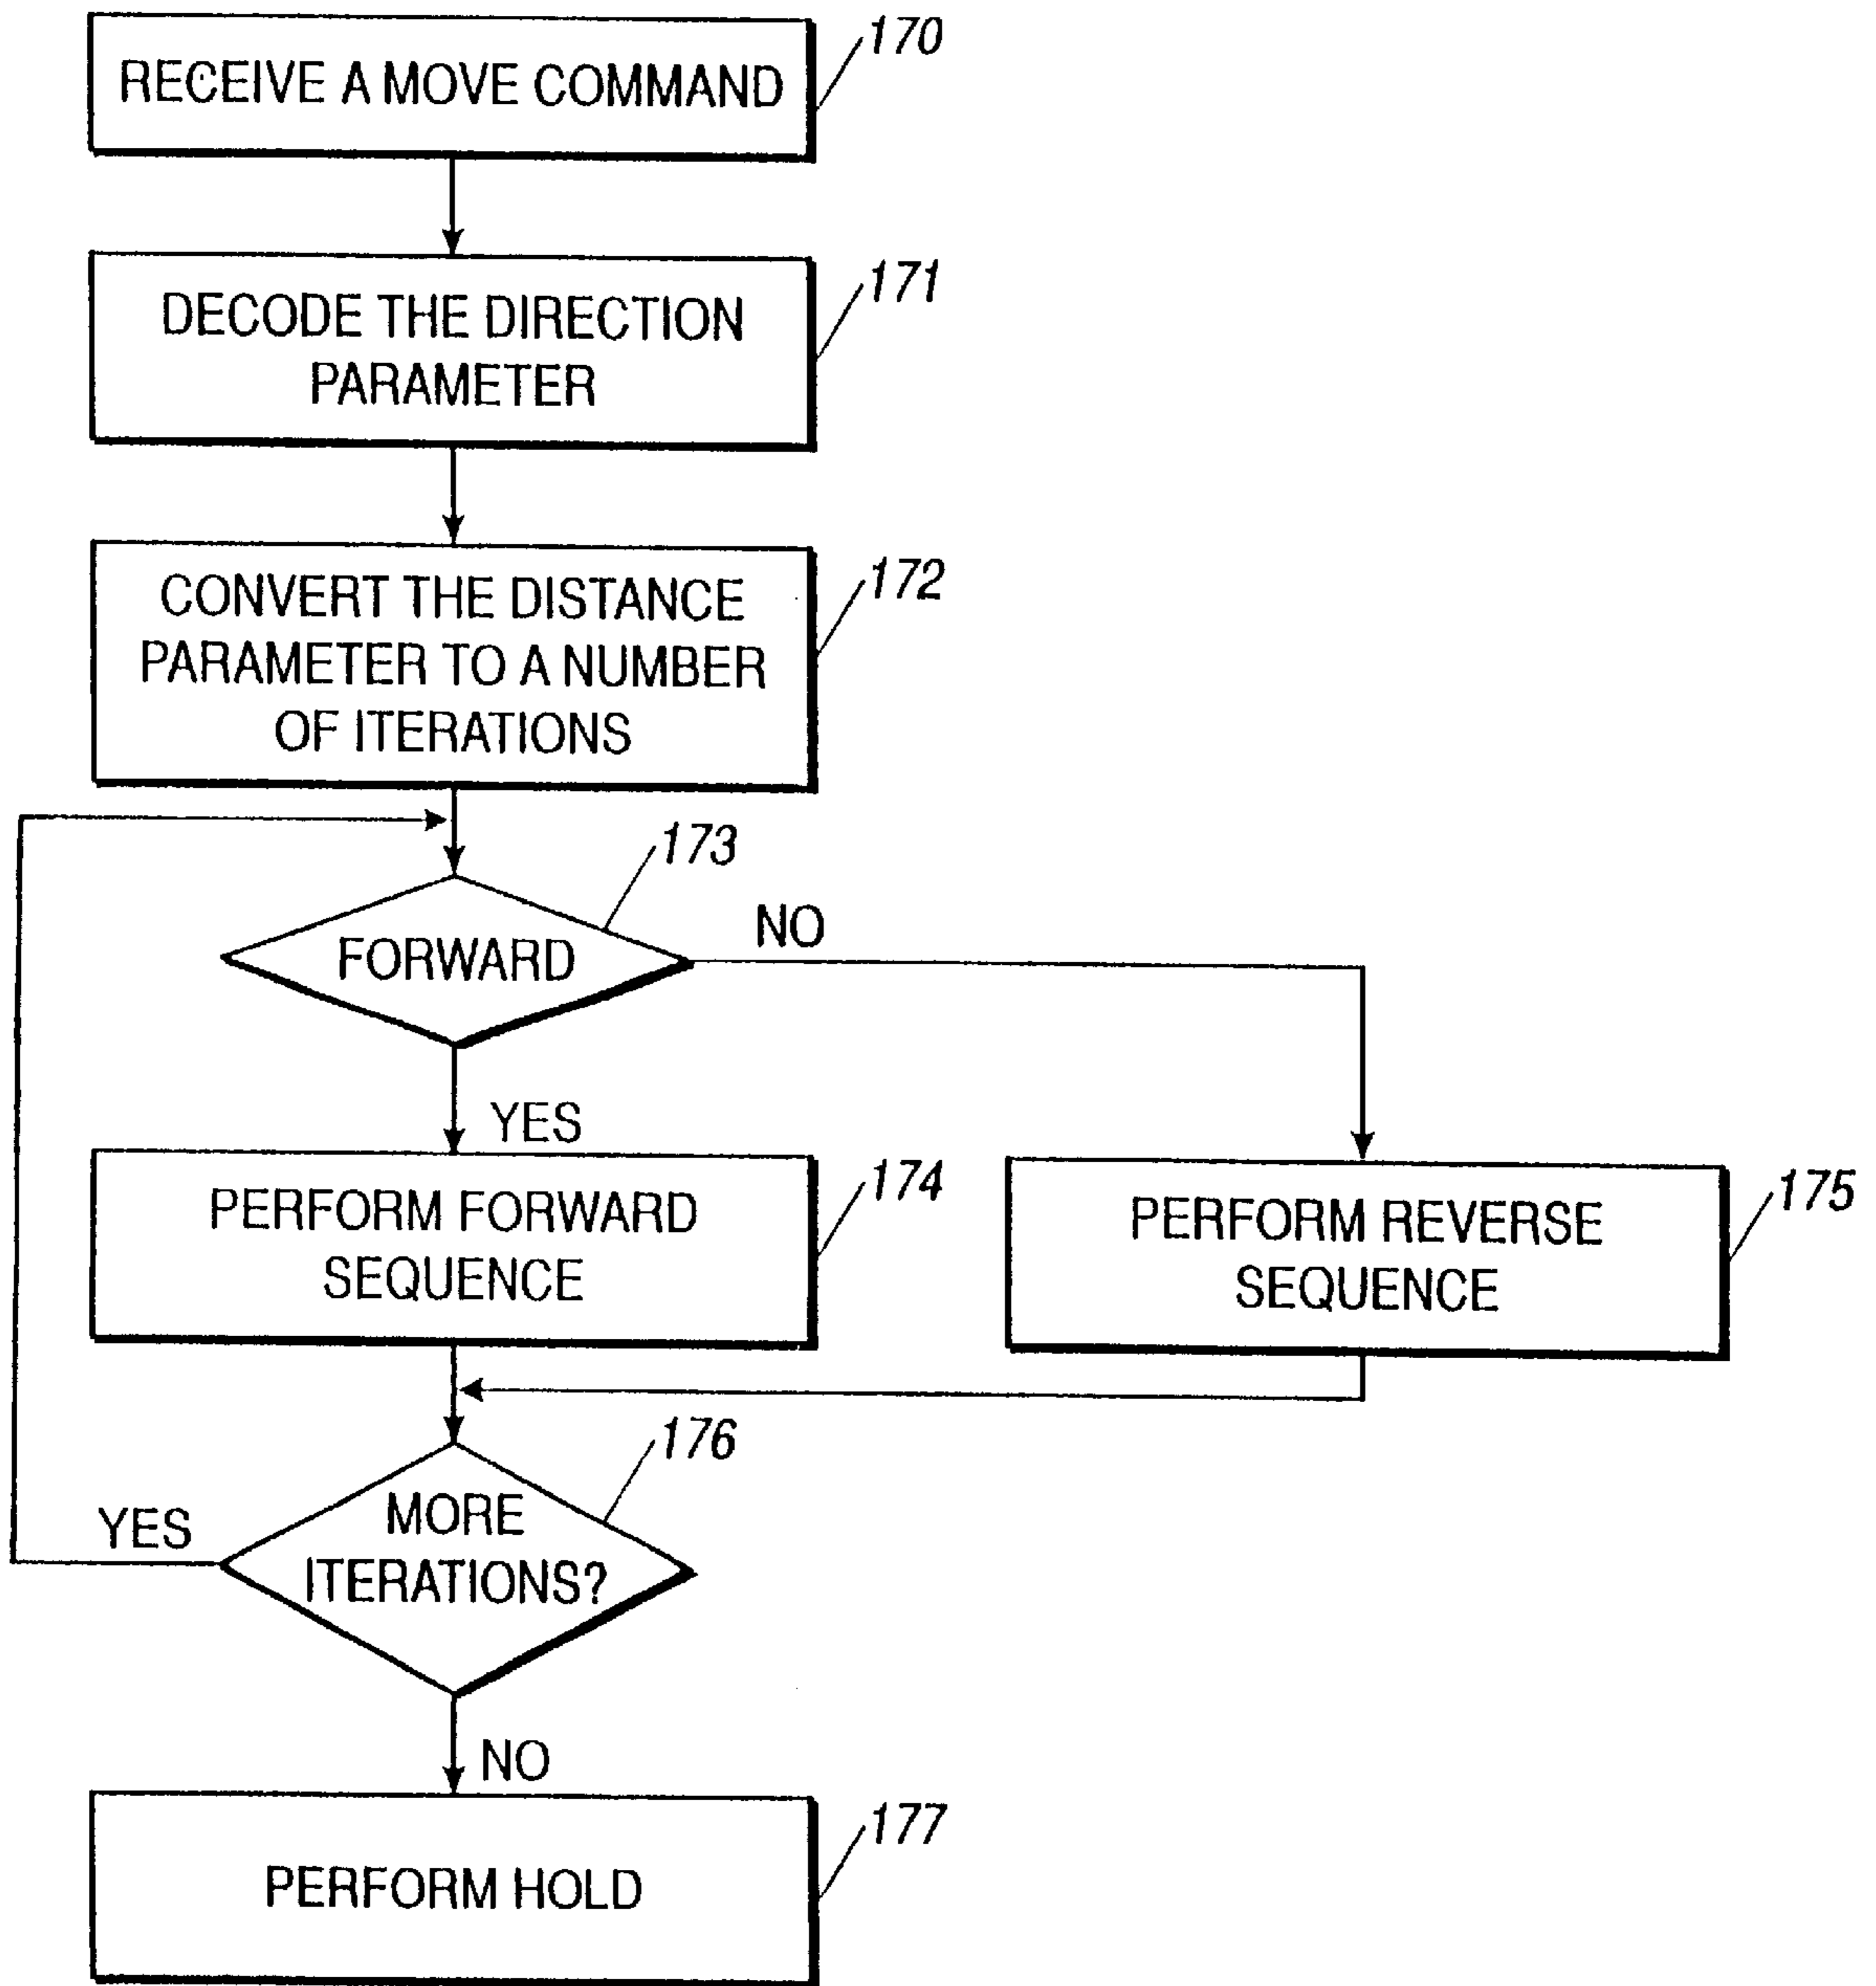 RECEIVE A MOVE COMMAND
170
DECODE THE DIRECTION
PARAMETER
171
CONVERT THE DISTANCE
PARAMETER TO A NUMBER
OF ITERATIONS
172
173
FORWARD
NO
YES
PERFORM FORWARD
SEQUENCE
174
PERFORM REVERSE
SEQUENCE
175
176
MORE
ITERATIONS?
YES
NO
PERFORM HOLD
177